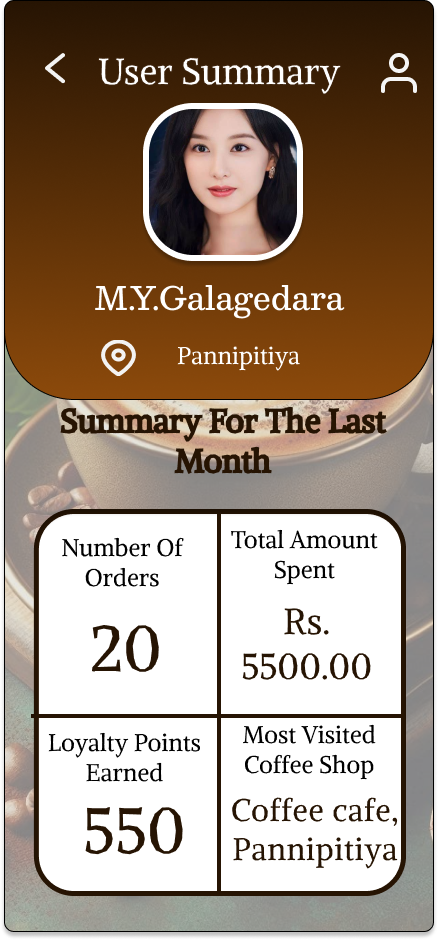 User Summary
M.Y.Galagedara
Pannipitiya
Summary For The Last
Month
Number Of
Orders
20
Total Amount
Spent
Rs.
5500.00
Loyalty Points
Earned
550
Most Visited
Coffee Shop
Coffee cafe,
Pannipitiya